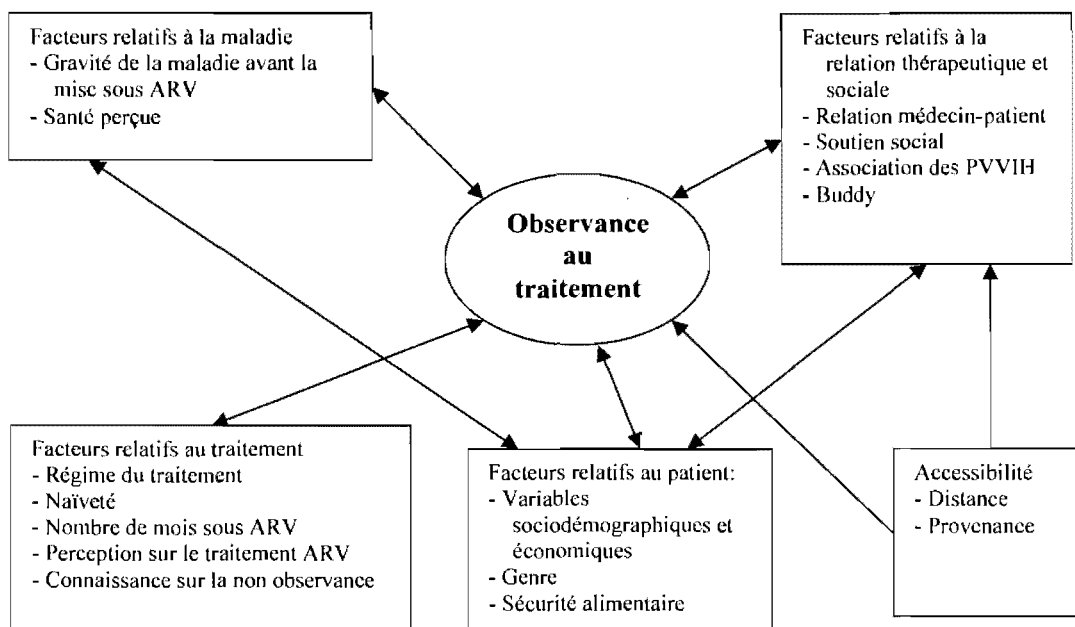 Facteurs relatifs à la maladie
- Gravité de la maladie avant la
misc sous ARV
- Santé perçue
Facteurs relatifs à la
relation thérapeutique et
sociale
- Relation médecin-patient
- Soutien social
- Association des PVVIH
- Buddy
Observance
au
traitement
Facteurs relatifs au traitement
- Régime du traitement
- Naïveté
- Nombre de mois sous ARV
- Perception sur le traitement ARV
- Connaissance sur la non observance
Facteurs relatifs au patient:
- Variables
sociodémographiques et
économiques
- Genre
- Sécurité alimentaire
Accessibilité
- Distance
- Provenance